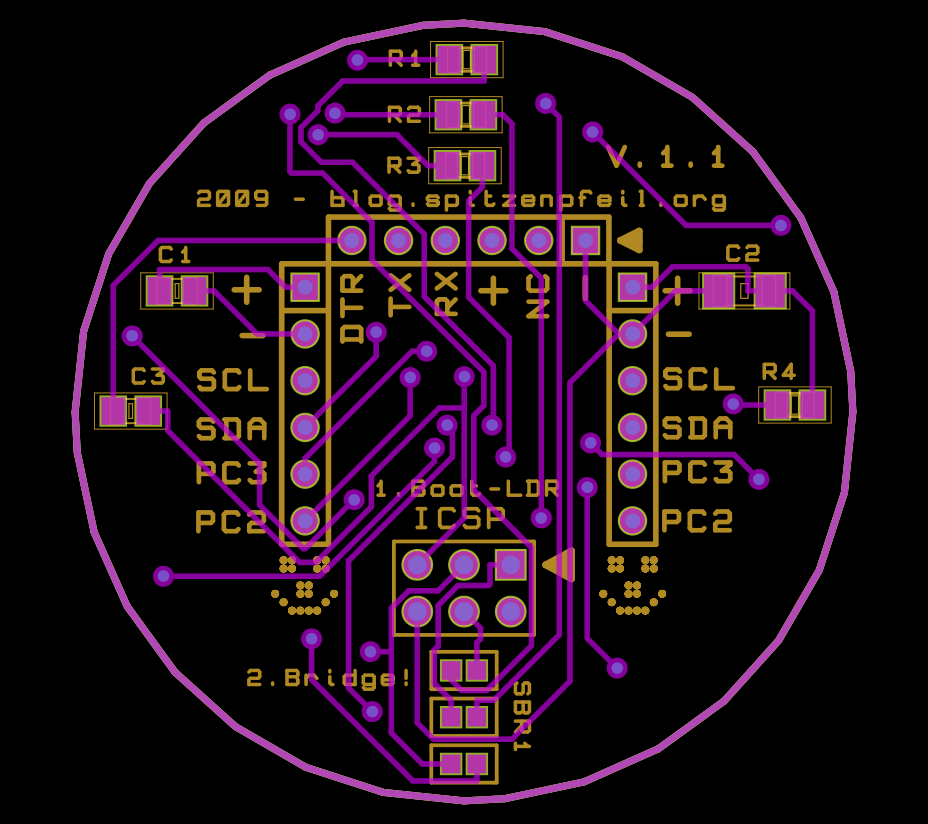 R1
R2
R3
V.1.1
2009 - blog.spitzenpfeil.org
C1
C2
+ DTR TX RX + NC | +
- -
C3
R4
SCL SCL
SDA SDA
PC3 PC3
1.Boot-LDR
PC2 ICSP PC2
2.Bridge!
SBR1